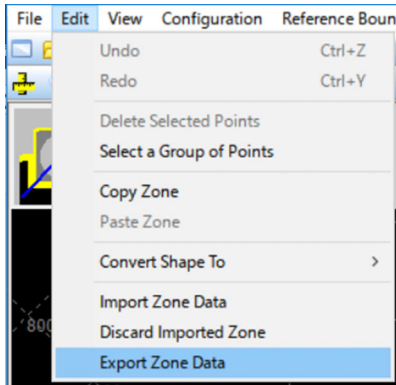 File Edit View Configuration Reference Boun
Undo Ctrl+Z
Redo Ctrl+Y
Delete Selected Points
Select a Group of Points
Copy Zone
Paste Zone
Convert Shape To >
Import Zone Data
Discard Imported Zone
800
Export Zone Data